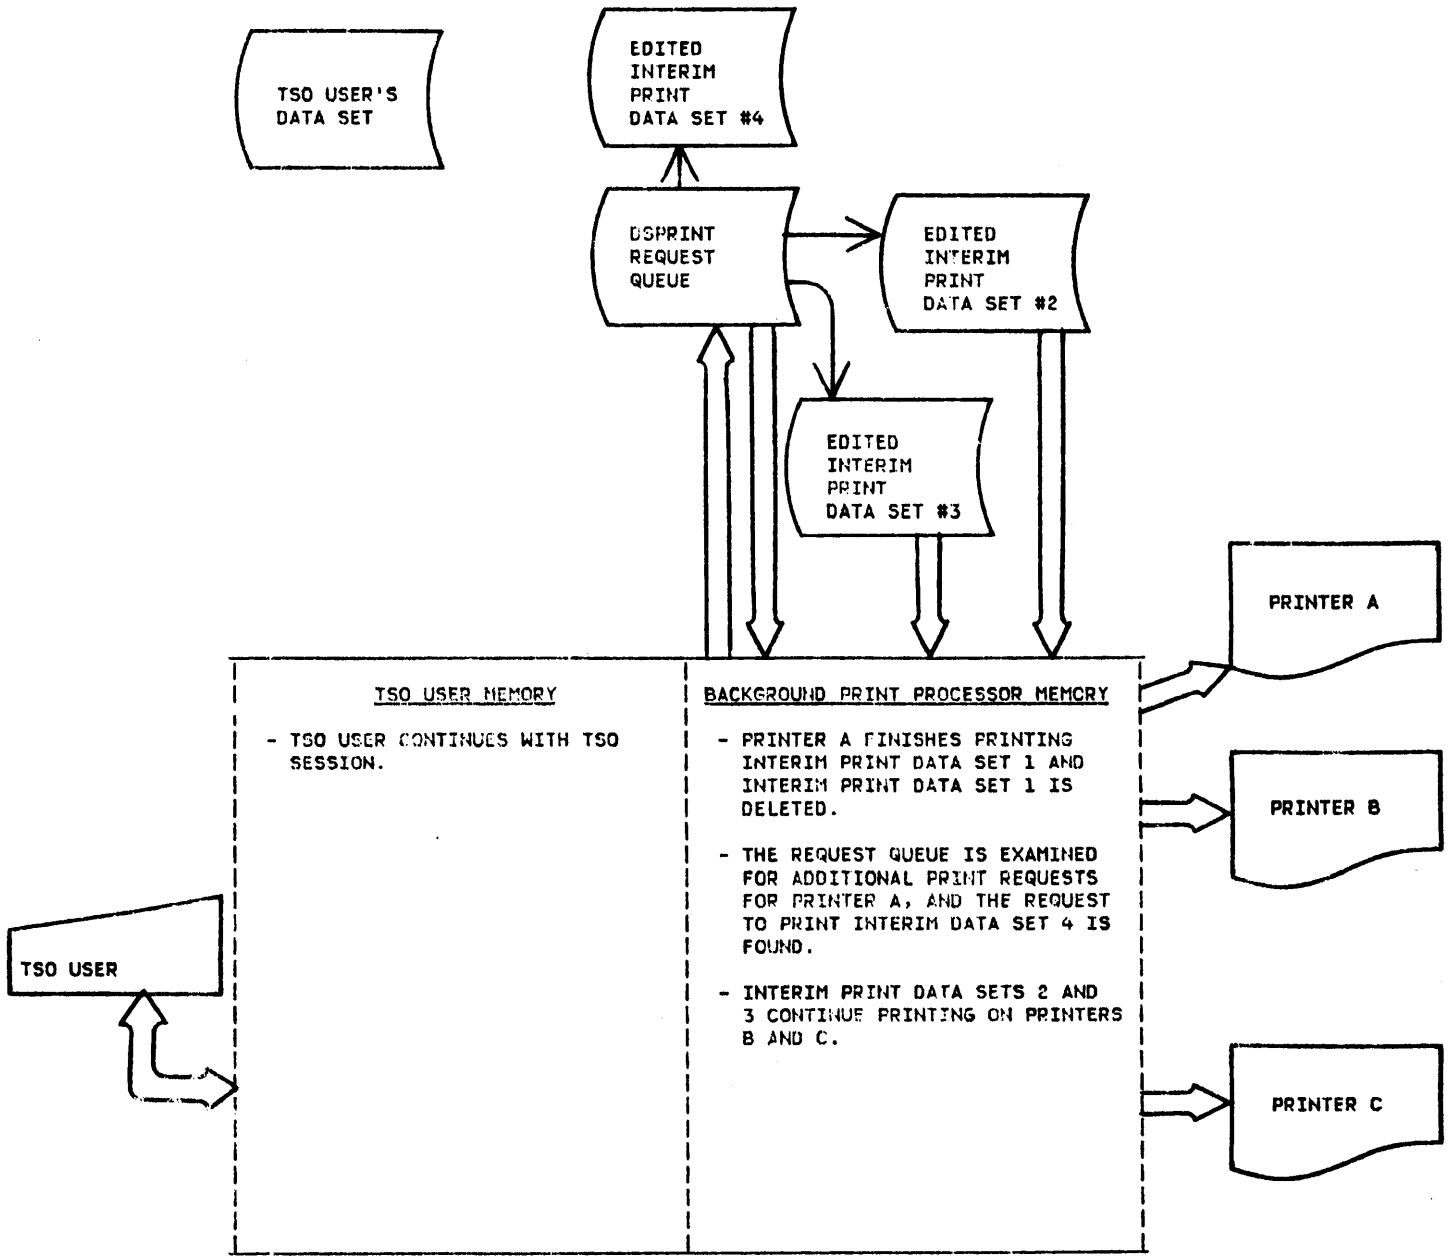 TSO USER'S
DATA SET
EDITED
INTERIM
PRINT
DATA SET #4
DSPRINT
REQUEST
QUEUE
EDITED
INTERIM
PRINT
DATA SET #2
EDITED
INTERIM
PRINT
DATA SET #3
PRINTER A
TSO USER MEMORY
- TSO USER CONTINUES WITH TSO
SESSION.
BACKGROUND PRINT PROCESSOR MEMORY
- PRINTER A FINISHES PRINTING
INTERIM PRINT DATA SET 1 AND
INTERIM PRINT DATA SET 1 IS
DELETED.
- THE REQUEST QUEUE IS EXAMINED
FOR ADDITIONAL PRINT REQUESTS
FOR PRINTER A, AND THE REQUEST
TO PRINT INTERIM DATA SET 4 IS
FOUND.
- INTERIM PRINT DATA SETS 2 AND
3 CONTINUE PRINTING ON PRINTERS
B AND C.
PRINTER B
TSO USER
PRINTER C